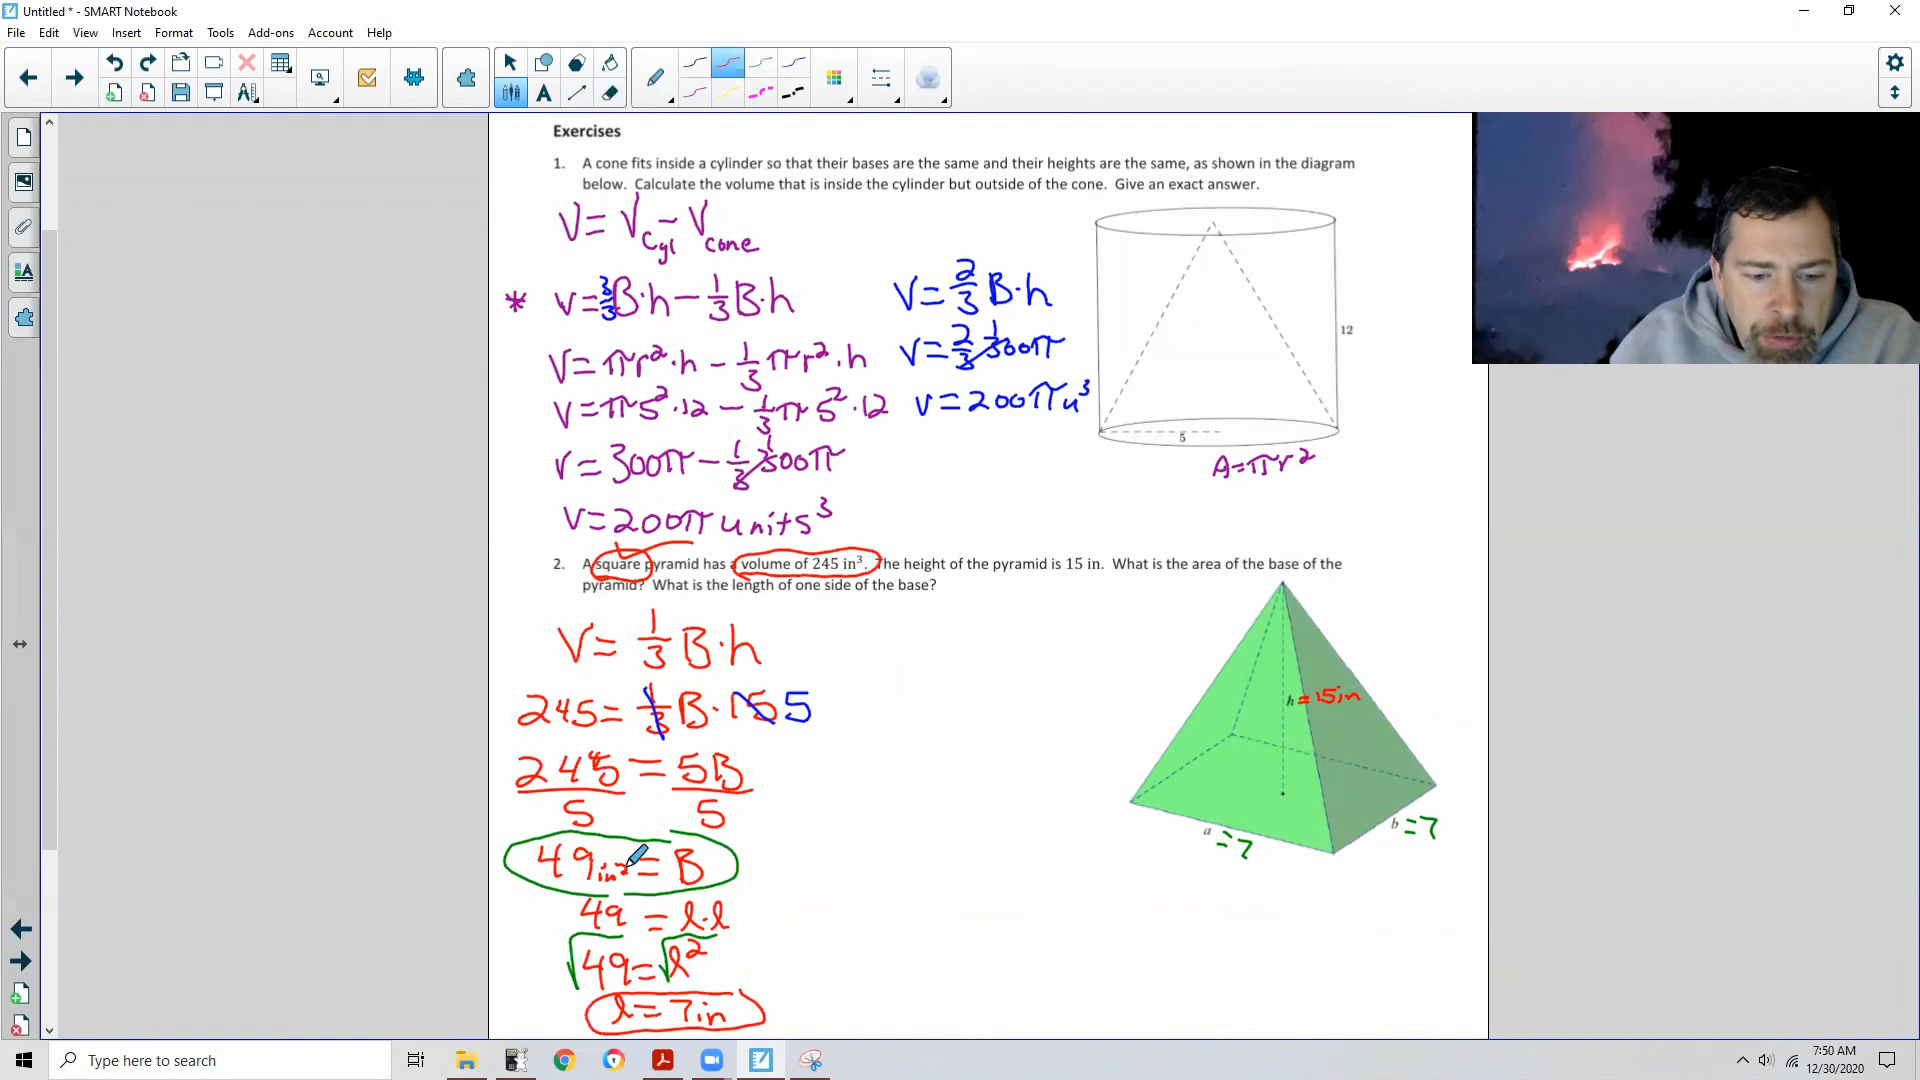 Untitled * - SMART Notebook
File Edit View Insert Format Tools Add-ons Account Help
Exercises
1. A cone fits inside a cylinder so that their bases are the same and their heights are the same, as shown in the diagram
below. Calculate the volume that is inside the cylinder but outside of the cone. Give an exact answer.
V = V Cyl - V cone
* V = 3/3 B·h - 1/3 B·h
V = πr²·h - 1/3 πr²·h
V = π5²·12 - 1/3 π5²·12
V = 300π - 1/3 300π 1
V = 200π units³
V = 2/3 B·h
V = 2/3 300π 1
V = 200π u³
12
5
A = πr²
2. A square pyramid has a volume of 245 in³. The height of the pyramid is 15 in. What is the area of the base of the
pyramid? What is the length of one side of the base?
V = 1/3 B·h
245 = 1/3 B·15 5
245/5 = 5B/5
49 in² = B
49 = l·l
√49 = √l²
l = 7in
h = 15in
a = 7
b = 7
Type here to search
7:50 AM
12/30/2020